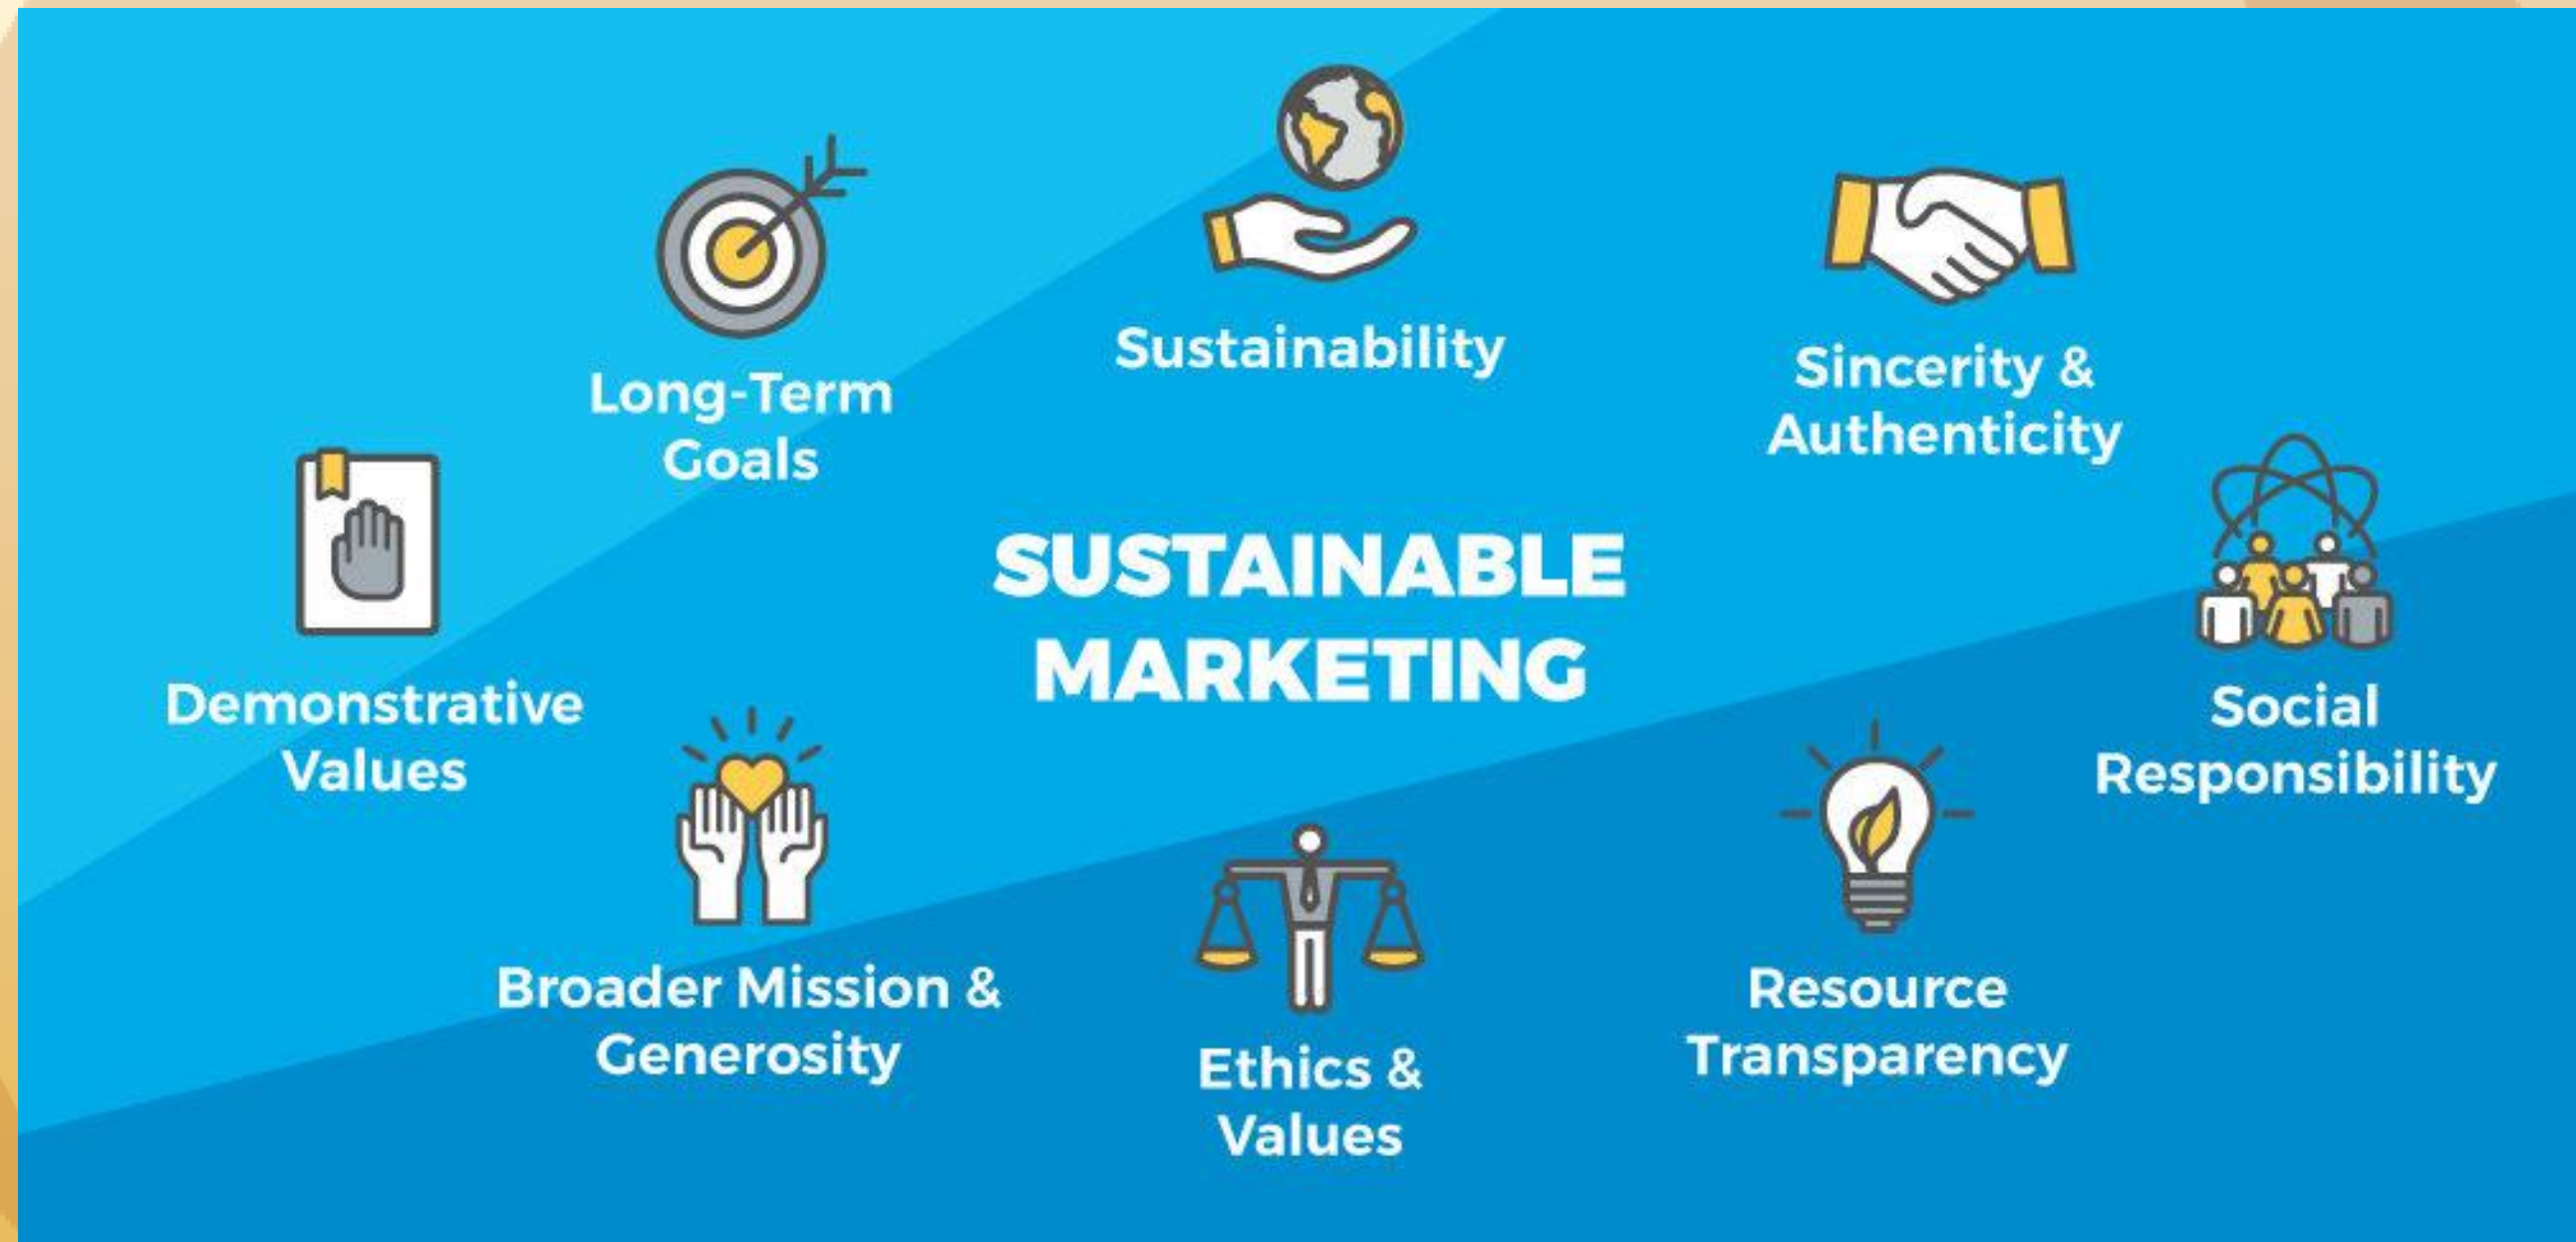 Sustainability
Long-Term
Goals
Sincerity &
Authenticity
SUSTAINABLE
MARKETING
Demonstrative
Values
Social
Responsibility
Broader Mission &
Generosity
Ethics &
Values
Resource
Transparency